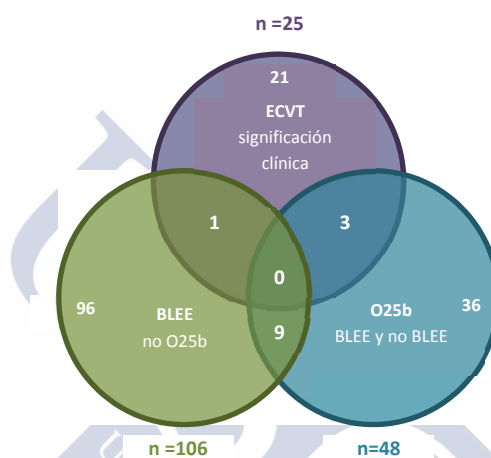 n =25
21
ECVT
significación
clínica
1
3
0
96
BLEE
no O25b
9
O25b
BLEE y no BLEE
36
n =106
n=48